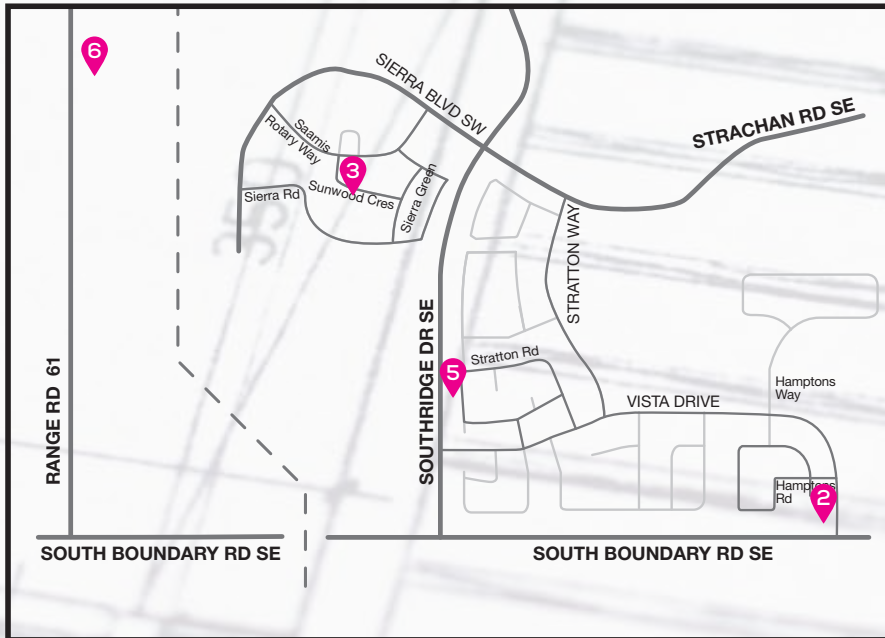 6
SIERRA BLVD SW
STRACHAN RD SE
Saamis
Rotary Way
3
Sierra Rd
Sunwood Cres
Sierra Green
STRATTON WAY
SOUTHRIDGE DR SE
Stratton Rd
5
RANGE RD 61
VISTA DRIVE
Hamptons
Way
Hamptons
Rd
2
SOUTH BOUNDARY RD SE
SOUTH BOUNDARY RD SE